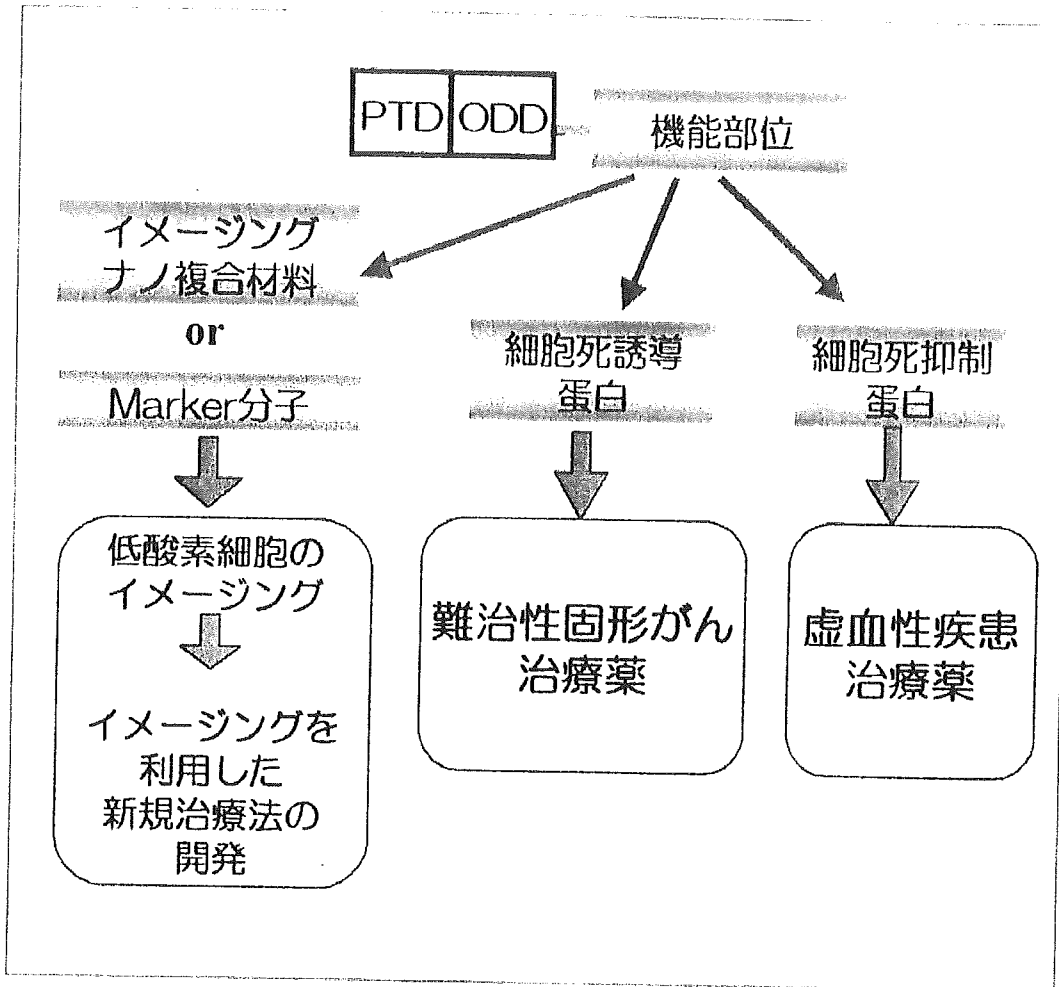 PTD ODD 機能部位
イメージング
ナノ複合材料
or
Marker分子
細胞死誘導
蛋白
細胞死抑制
蛋白
低酸素細胞の
イメージング
イメージングを
利用した
新規治療法の
開発
難治性固形がん
治療薬
虚血性疾患
治療薬